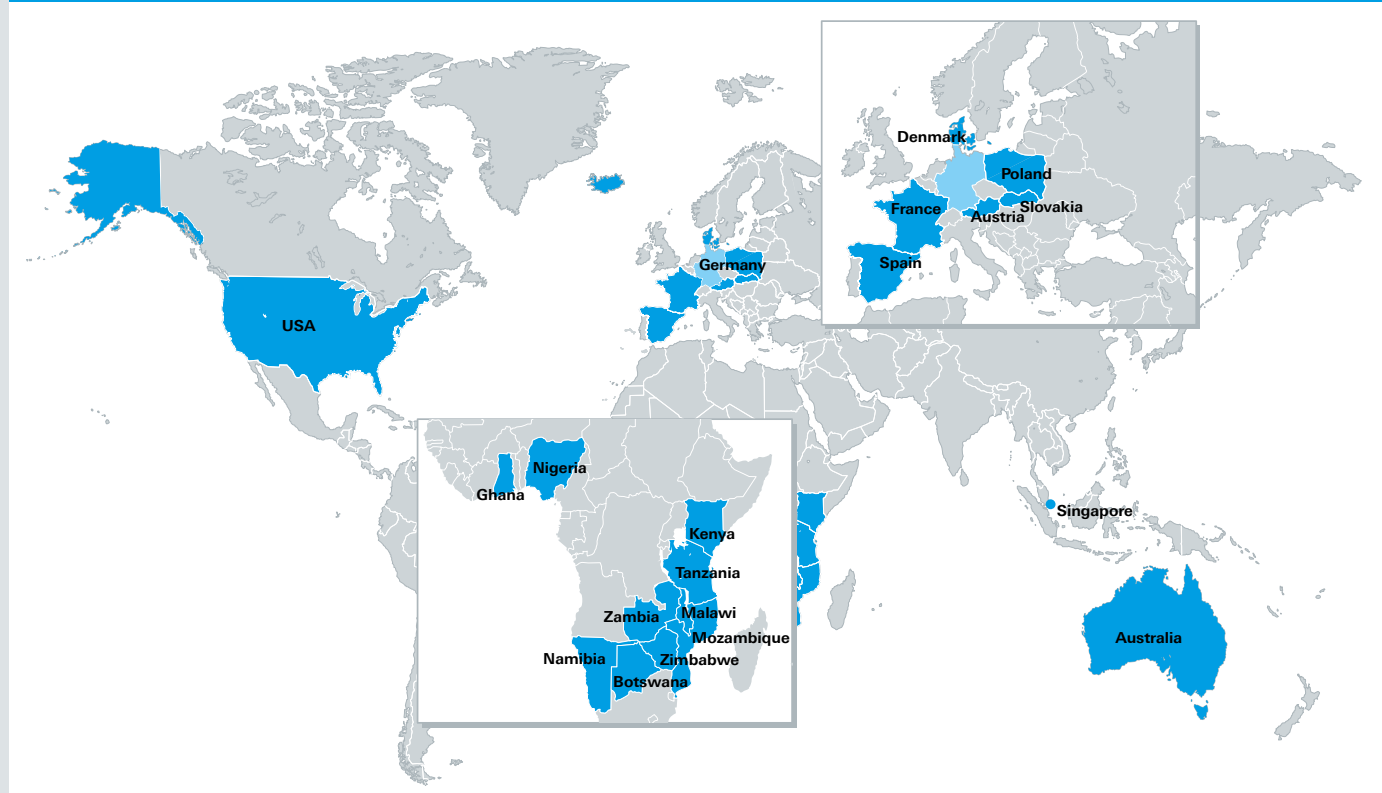 Denmark
Poland
France
Slovakia
Austria
Spain
Germany
USA
Nigeria
Ghana
Singapore
Kenya
Tanzania
Malawi
Zambia
Mozambique
Australia
Namibia
Zimbabwe
Botswana